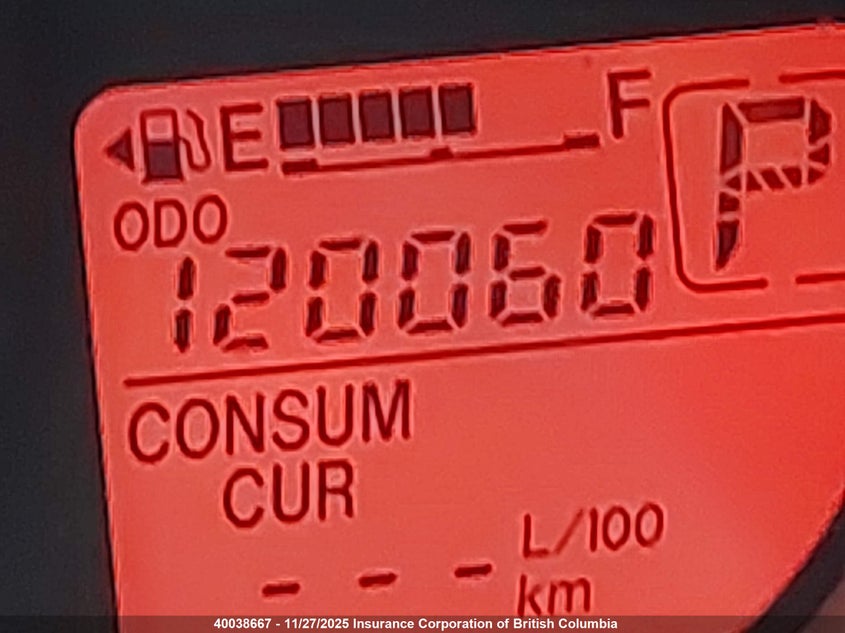 E F P
ODO
120060
CONSUM
CUR
- - - L/100
km
40038667 - 11/27/2025 Insurance Corporation of British Columbia